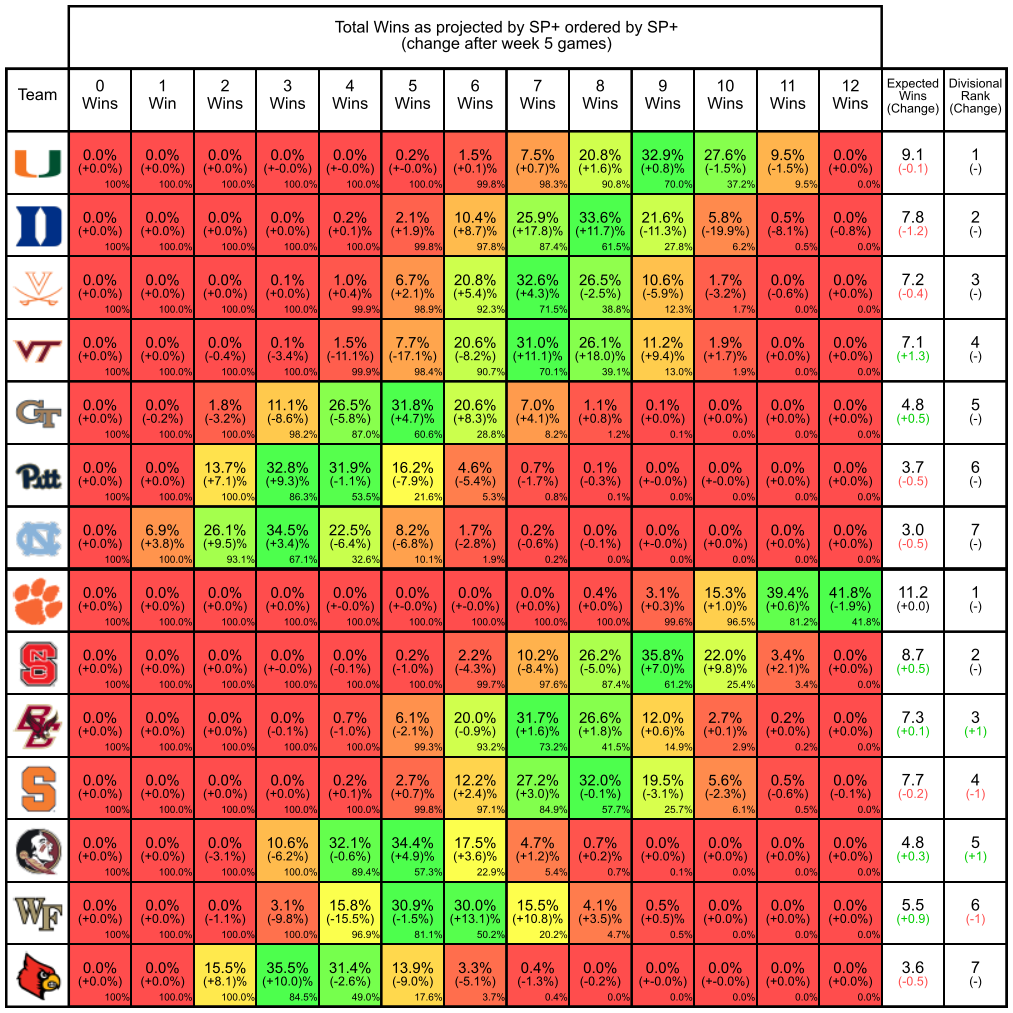 Total Wins as projected by SP+ ordered by SP+
(change after week 5 games)
Team
0 Wins
1 Win
2 Wins
3 Wins
4 Wins
5 Wins
6 Wins
7 Wins
8 Wins
9 Wins
10 Wins
11 Wins
12 Wins
Expected Wins (Change)
Divisional Rank (Change)
U
0.0% 0.0% 0.0% 0.0% 0.0% 0.2% 1.5% 7.5% 20.8% 32.9% 27.6% 9.5% 0.0% 9.1 1
(+0.0%) (+0.0%) (+0.0%) (+-0.0%) (+-0.0%) (+-0.0%) (+0.1)% (+0.7)% (+1.6)% (+0.8)% (-1.5)% (-1.5)% (+0.0%) (-0.1) (-)
100% 100.0% 100.0% 100.0% 100.0% 100.0% 99.8% 98.3% 90.8% 70.0% 37.2% 9.5% 0.0%
D
0.0% 0.0% 0.0% 0.0% 0.2% 2.1% 10.4% 25.9% 33.6% 21.6% 5.8% 0.5% 0.0% 7.8 2
(+0.0%) (+0.0%) (+0.0%) (+0.0%) (+0.1)% (+1.9)% (+8.7)% (+17.8)% (+11.7)% (-11.3)% (-19.9)% (-8.1)% (-0.8%) (-1.2) (-)
100% 100.0% 100.0% 100.0% 100.0% 99.8% 97.8% 87.4% 61.5% 27.8% 6.2% 0.5% 0.0%
V
0.0% 0.0% 0.0% 0.1% 1.0% 6.7% 20.8% 32.6% 26.5% 10.6% 1.7% 0.0% 0.0% 7.2 3
(+0.0%) (+0.0%) (+0.0%) (+0.0%) (+0.4)% (+2.1)% (+5.4)% (+4.3)% (-2.5)% (-5.9)% (-3.2)% (-0.6)% (+0.0%) (-0.4) (-)
100% 100.0% 100.0% 100.0% 99.9% 98.9% 92.3% 71.5% 38.8% 12.3% 1.7% 0.0% 0.0%
VT
0.0% 0.0% 0.0% 0.1% 1.5% 7.7% 20.6% 31.0% 26.1% 11.2% 1.9% 0.0% 0.0% 7.1 4
(+0.0%) (+0.0%) (-0.4%) (-3.4%) (-11.1)% (-17.1)% (-8.2)% (+11.1)% (+18.0)% (+9.4)% (+1.7)% (+0.0%) (+0.0%) (+1.3) (-)
100% 100.0% 100.0% 100.0% 99.9% 98.4% 90.7% 70.1% 39.1% 13.0% 1.9% 0.0% 0.0%
GT
0.0% 0.0% 1.8% 11.1% 26.5% 31.8% 20.6% 7.0% 1.1% 0.1% 0.0% 0.0% 0.0% 4.8 5
(+0.0%) (-0.2%) (-3.2%) (-8.6%) (-5.8)% (+4.7)% (+8.3)% (+4.1)% (+0.8)% (+0.1)% (+0.0%) (+0.0%) (+0.0%) (+0.5) (-)
100% 100.0% 100.0% 98.2% 87.0% 60.6% 28.8% 8.2% 1.2% 0.1% 0.0% 0.0% 0.0%
Pitt
0.0% 0.0% 13.7% 32.8% 31.9% 16.2% 4.6% 0.7% 0.1% 0.0% 0.0% 0.0% 0.0% 3.7 6
(+0.0%) (+0.0%) (+7.1)% (+9.3)% (-1.1)% (-7.9)% (-5.4)% (-1.7)% (-0.3)% (+-0.0%) (+-0.0%) (+0.0%) (+0.0%) (-0.5) (-)
100% 100.0% 100.0% 86.3% 53.5% 21.6% 5.3% 0.8% 0.1% 0.0% 0.0% 0.0% 0.0%
NC
0.0% 6.9% 26.1% 34.5% 22.5% 8.2% 1.7% 0.2% 0.0% 0.0% 0.0% 0.0% 0.0% 3.0 7
(+0.0%) (+3.8)% (+9.5)% (+3.4)% (-6.4)% (-6.8)% (-2.8)% (-0.6)% (-0.1)% (+-0.0%) (+0.0%) (+0.0%) (+0.0%) (-0.5) (-)
100% 100.0% 93.1% 67.1% 32.6% 10.1% 1.9% 0.2% 0.0% 0.0% 0.0% 0.0% 0.0%
0.0% 0.0% 0.0% 0.0% 0.0% 0.0% 0.0% 0.0% 0.4% 3.1% 15.3% 39.4% 41.8% 11.2 1
(+0.0%) (+0.0%) (+0.0%) (+0.0%) (+-0.0%) (+-0.0%) (+-0.0%) (+0.0%) (+0.0)% (+0.3)% (+1.0)% (+0.6)% (-1.9)% (+0.0) (-)
100% 100.0% 100.0% 100.0% 100.0% 100.0% 100.0% 100.0% 100.0% 99.6% 96.5% 81.2% 41.8%
NSC
0.0% 0.0% 0.0% 0.0% 0.0% 0.2% 2.2% 10.2% 26.2% 35.8% 22.0% 3.4% 0.0% 8.7 2
(+0.0%) (+0.0%) (+0.0%) (+-0.0%) (-0.1%) (-1.0%) (-4.3)% (-8.4)% (-5.0)% (+7.0)% (+9.8)% (+2.1)% (+0.0%) (+0.5) (-)
100% 100.0% 100.0% 100.0% 100.0% 100.0% 99.7% 97.6% 87.4% 61.2% 25.4% 3.4% 0.0%
BC
0.0% 0.0% 0.0% 0.0% 0.7% 6.1% 20.0% 31.7% 26.6% 12.0% 2.7% 0.2% 0.0% 7.3 3
(+0.0%) (+0.0%) (+0.0%) (-0.1%) (-1.0%) (-2.1%) (-0.9)% (+1.6)% (+1.8)% (+0.6)% (+0.1)% (+0.0)% (+0.0%) (+0.1) (+1)
100% 100.0% 100.0% 100.0% 100.0% 99.3% 93.2% 73.2% 41.5% 14.9% 2.9% 0.2% 0.0%
S
0.0% 0.0% 0.0% 0.0% 0.2% 2.7% 12.2% 27.2% 32.0% 19.5% 5.6% 0.5% 0.0% 7.7 4
(+0.0%) (+0.0%) (+0.0%) (+0.0%) (+0.1)% (+0.7)% (+2.4)% (+3.0)% (-0.1)% (-3.1)% (-2.3)% (-0.6)% (-0.1%) (-0.2) (-1)
100% 100.0% 100.0% 100.0% 100.0% 99.8% 97.1% 84.9% 57.7% 25.7% 6.1% 0.5% 0.0%
0.0% 0.0% 0.0% 10.6% 32.1% 34.4% 17.5% 4.7% 0.7% 0.0% 0.0% 0.0% 0.0% 4.8 5
(+0.0%) (+0.0%) (-3.1%) (-6.2%) (-0.6)% (+4.9)% (+3.6)% (+1.2)% (+0.2)% (+0.0%) (+0.0%) (+0.0%) (+0.0%) (+0.3) (+1)
100% 100.0% 100.0% 100.0% 89.4% 57.3% 22.9% 5.4% 0.7% 0.1% 0.0% 0.0% 0.0%
WF
0.0% 0.0% 0.0% 3.1% 15.8% 30.9% 30.0% 15.5% 4.1% 0.5% 0.0% 0.0% 0.0% 5.5 6
(+0.0%) (+0.0%) (-1.1%) (-9.8%) (-15.5)% (-1.5)% (+13.1)% (+10.8)% (+3.5)% (+0.5)% (+0.0%) (+0.0%) (+0.0%) (+0.9) (-1)
100% 100.0% 100.0% 100.0% 96.9% 81.1% 50.2% 20.2% 4.7% 0.5% 0.0% 0.0% 0.0%
0.0% 0.0% 15.5% 35.5% 31.4% 13.9% 3.3% 0.4% 0.0% 0.0% 0.0% 0.0% 0.0% 3.6 7
(+0.0%) (+0.0%) (+8.1)% (+10.0)% (-2.6)% (-9.0)% (-5.1)% (-1.3)% (-0.2)% (+-0.0%) (+-0.0%) (+0.0%) (+0.0%) (-0.5) (-)
100% 100.0% 100.0% 84.5% 49.0% 17.6% 3.7% 0.4% 0.0% 0.0% 0.0% 0.0% 0.0%